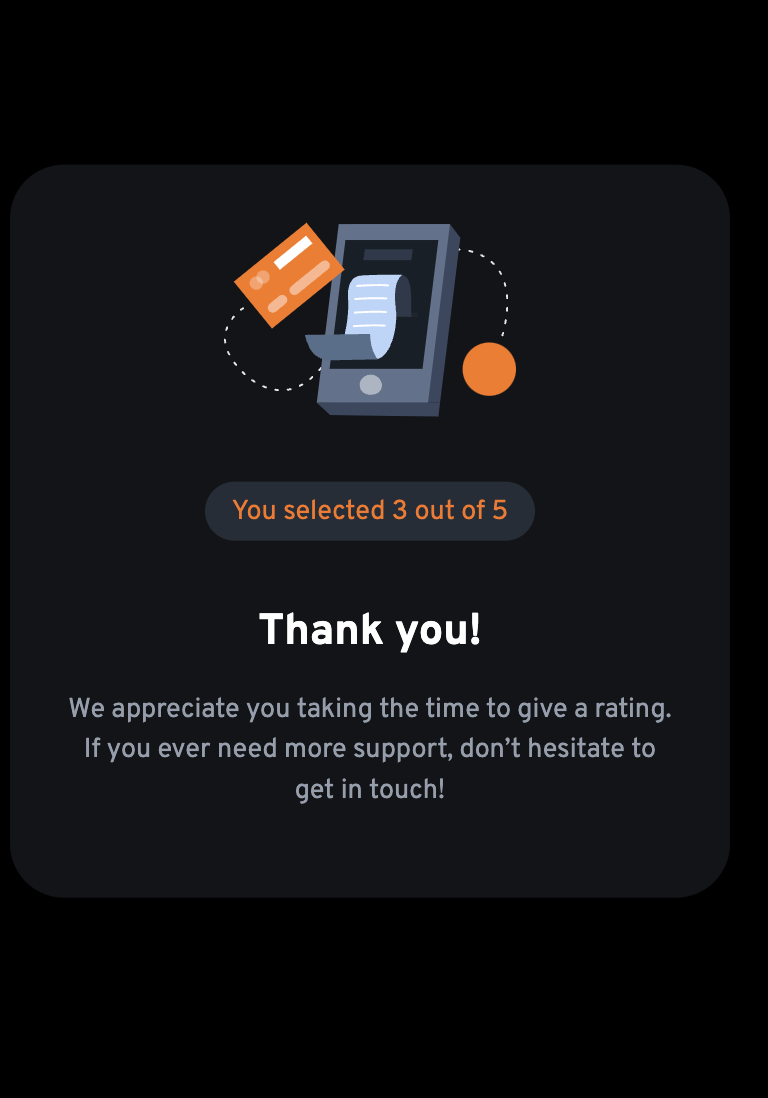 You selected 3 out of 5
Thank you!
We appreciate you taking the time to give a rating.
If you ever need more support, don’t hesitate to
get in touch!